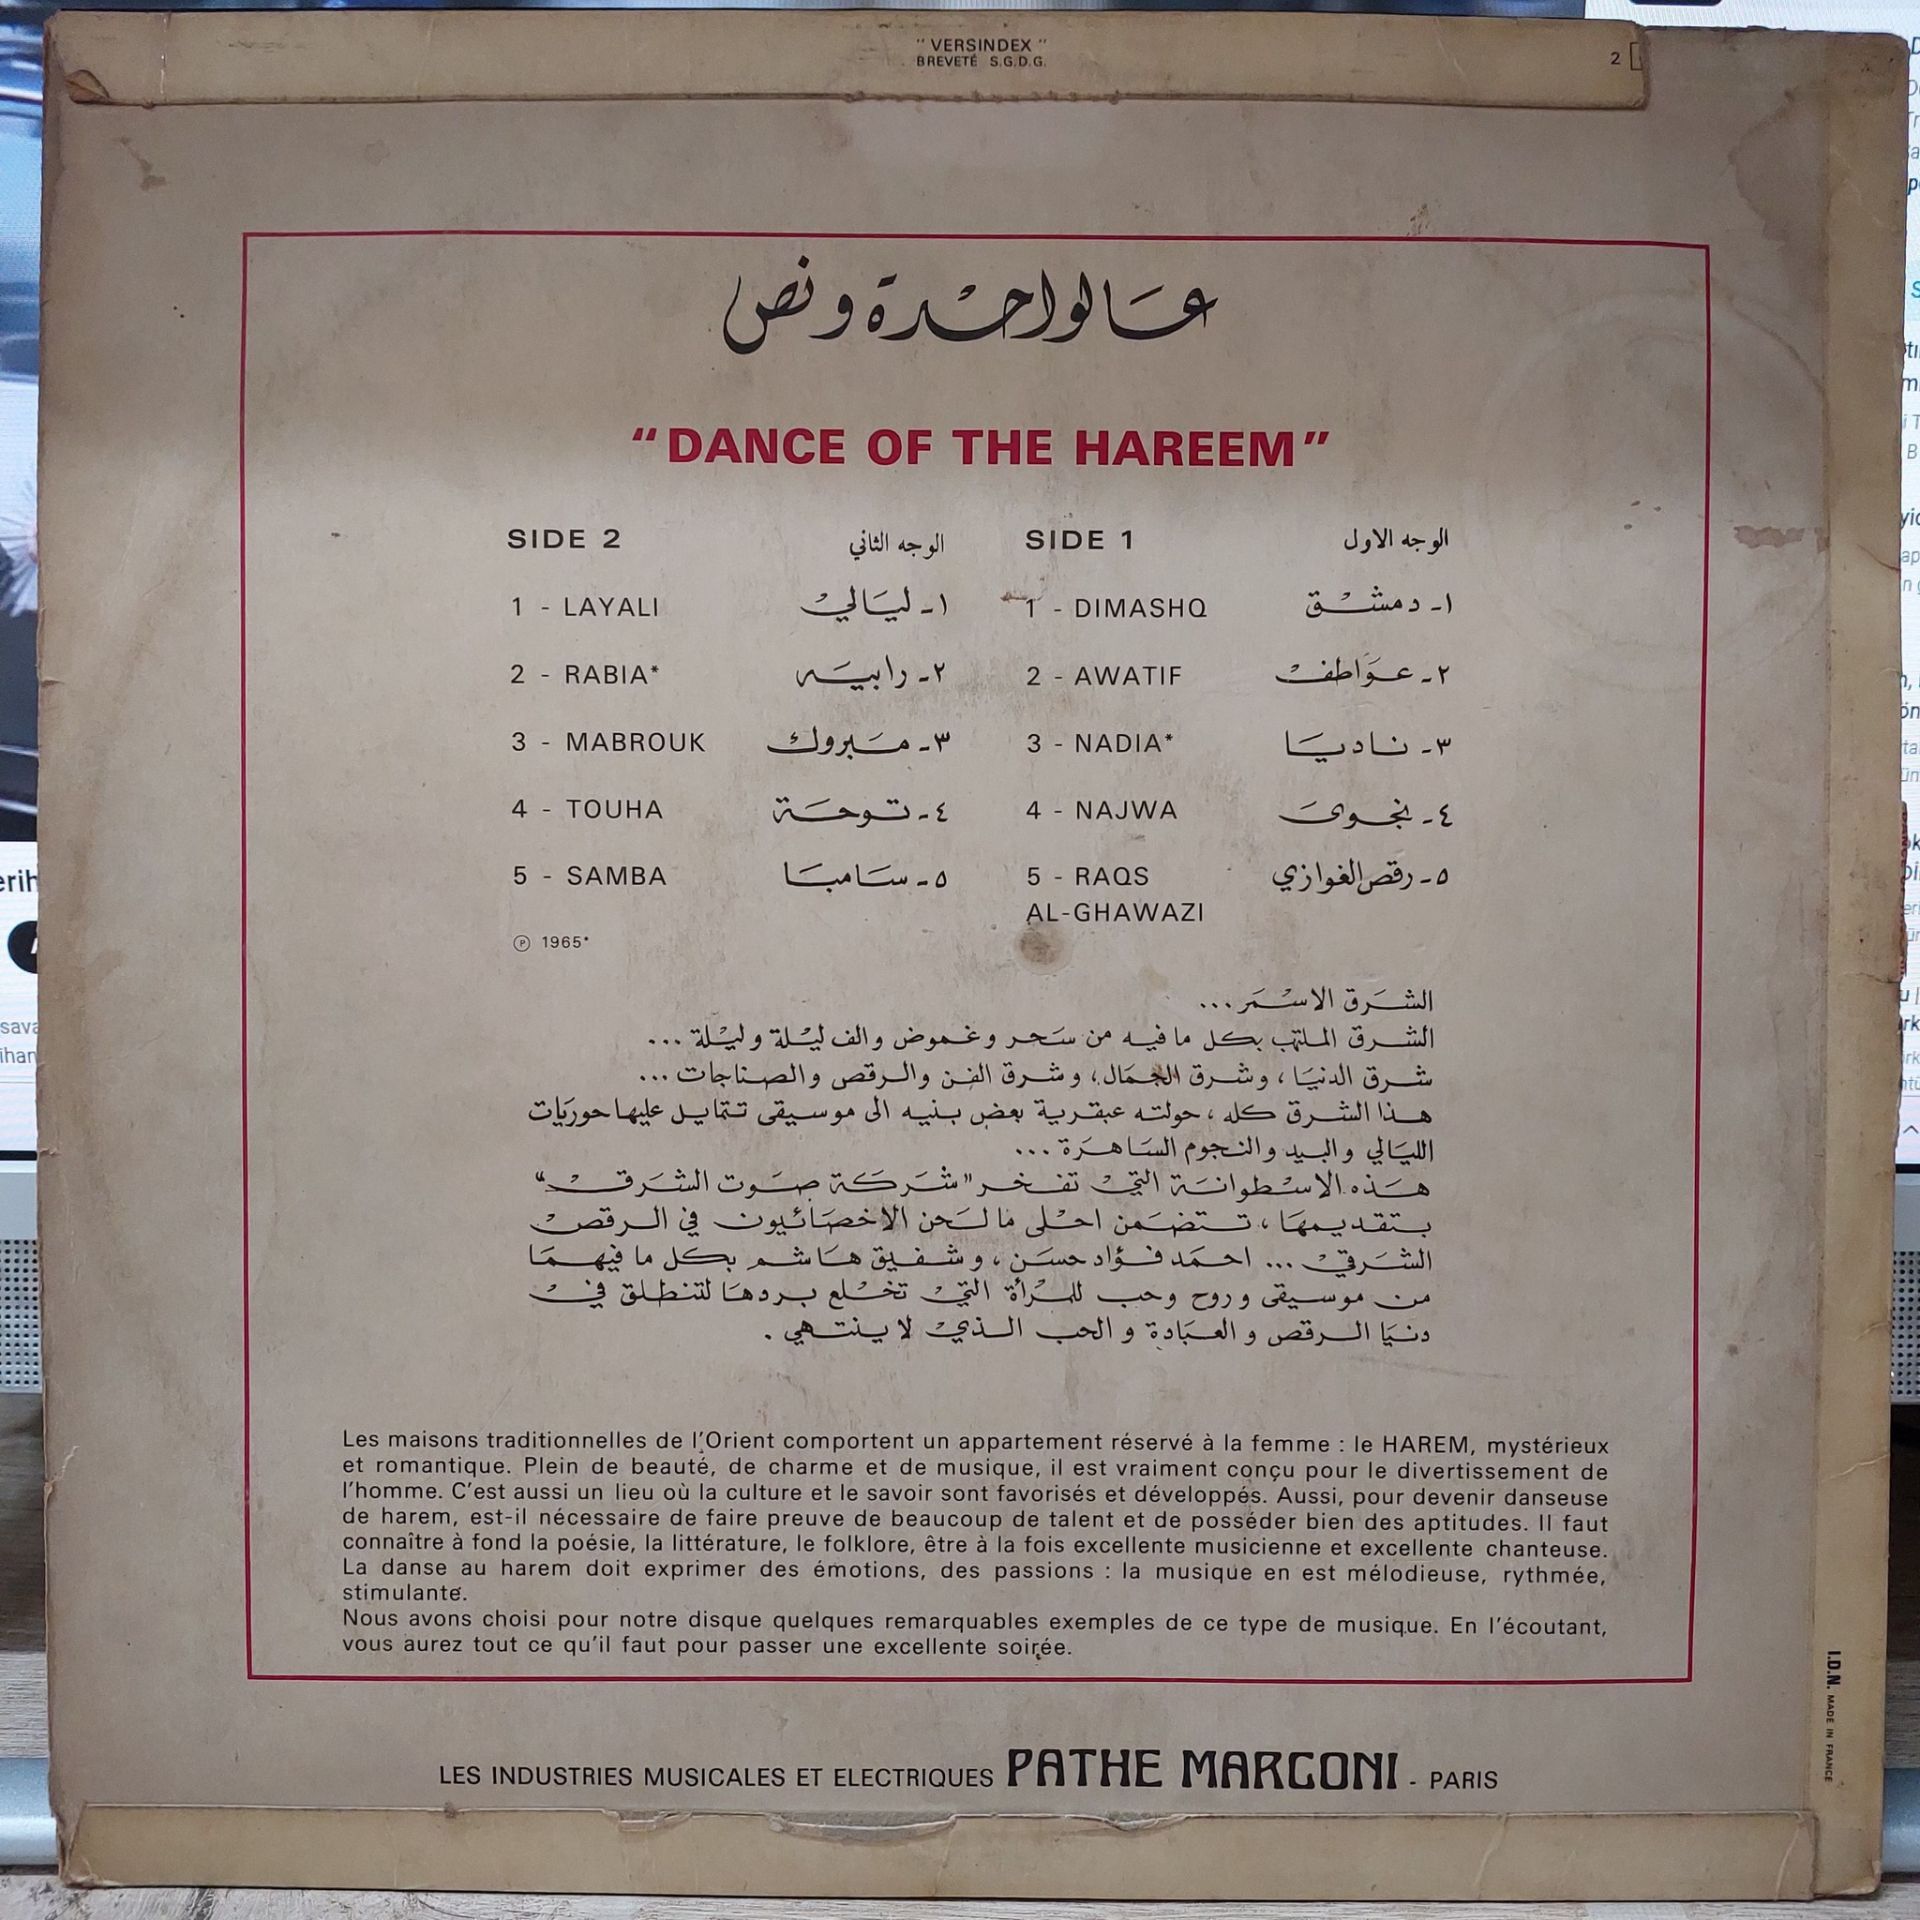 " VERSINDEX "
BREVETÉ S.G.D.G.
2
عالواحدة ونص
“DANCE OF THE HAREEM”
SIDE 2 الوجه الثاني
1 - LAYALI ١- ليالي
2 - RABIA* ٢- رابيه
3 - MABROUK ٣- مبروك
4 - TOUHA ٤- توحة
5 - SAMBA ٥- سامبا
℗ 1965*
SIDE 1 الوجه الاول
1 - DIMASHQ ١- دمشق
2 - AWATIF ٢- عواطف
3 - NADIA* ٣- ناديا
4 - NAJWA ٤- نجوى
5 - RAQS ٥- رقص الغوازي
AL-GHAWAZI
الشرق الاسمر...
الشرق الملتهب بكل ما فيه من سحر وغموض والف ليلة وليلة ...
شرق الدنيا، وشرق الجمال، وشرق الفن والرقص والصناجات ...
هذا الشرق كله، حولته عبقرية بعض بنيه الى موسيقى تتمايل عليها حوريات
الليالي والبيد والنجوم الساهرة ...
هذه الاسطوانة التي تفخر "شركة صوت الشرق"
بتقديمها، تتضمن احلى ما لحن الاخصائيون في الرقص
الشرقي ... احمد فؤاد حسن، وشفيق هاشم بكل ما فيهما
من موسيقى وروح وحب للمرأة التي تخلع بردها لتنطلق في
دنيا الرقص والعبادة والحب الذي لا ينتهي .
Les maisons traditionnelles de l'Orient comportent un appartement réservé à la femme : le HAREM, mystérieux
et romantique. Plein de beauté, de charme et de musique, il est vraiment conçu pour le divertissement de
l'homme. C'est aussi un lieu où la culture et le savoir sont favorisés et développés. Aussi, pour devenir danseuse
de harem, est-il nécessaire de faire preuve de beaucoup de talent et de posséder bien des aptitudes. Il faut
connaître à fond la poésie, la littérature, le folklore, être à la fois excellente musicienne et excellente chanteuse.
La danse au harem doit exprimer des émotions, des passions : la musique en est mélodieuse, rythmée,
stimulante.
Nous avons choisi pour notre disque quelques remarquables exemples de ce type de musique. En l'écoutant,
vous aurez tout ce qu'il faut pour passer une excellente soirée.
I.D.N. MADE IN FRANCE
LES INDUSTRIES MUSICALES ET ELECTRIQUES PATHE MARCONI - PARIS